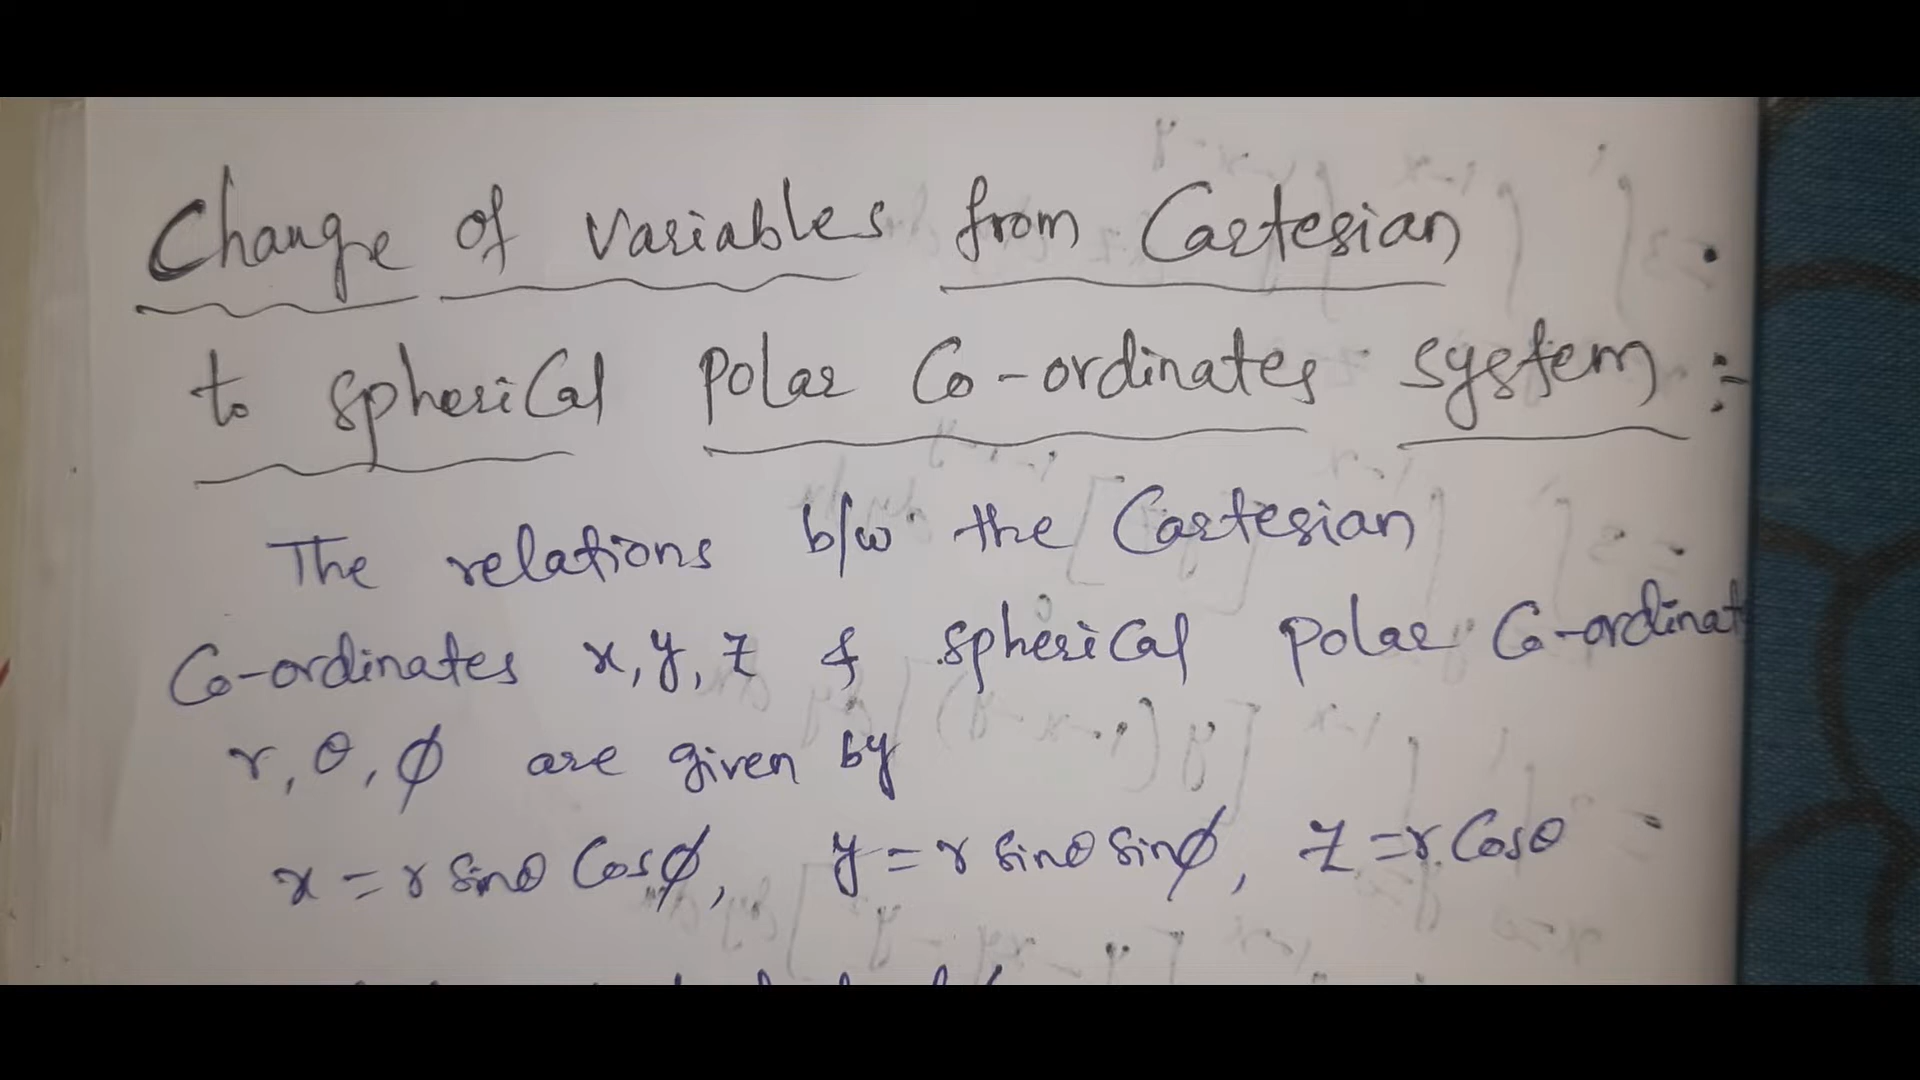 Change of variables from Cartesian
to spherical polar Co-ordinates system :-
The relations b/w the Cartesian
Co-ordinates x, y, z & spherical polar Co-ordinat
r, θ, φ are given by
x = r sinθ Cosφ, y = r sinθ sinφ, z = r Cosθ